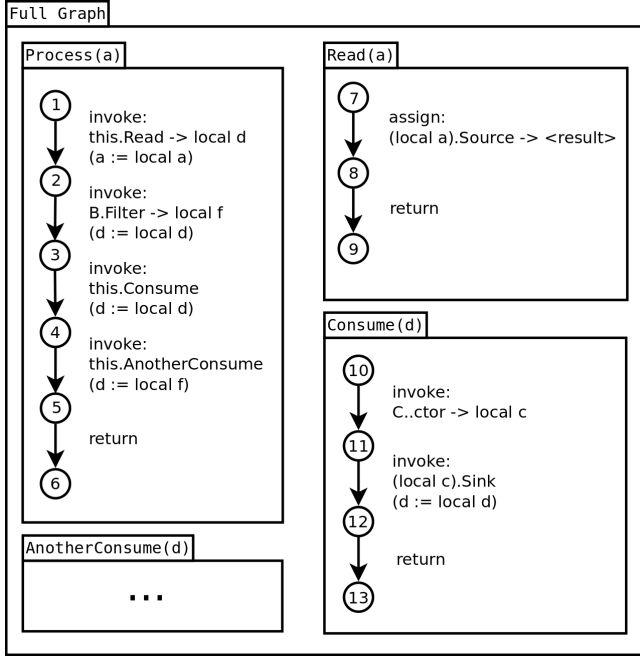 Full Graph
Process(a)
1
invoke:
this.Read -> local d
(a := local a)
2
invoke:
B.Filter -> local f
(d := local d)
3
invoke:
this.Consume
(d := local d)
4
invoke:
this.AnotherConsume
(d := local f)
5
return
6
AnotherConsume(d)
...
Read(a)
7
assign:
(local a).Source -> <result>
8
return
9
Consume(d)
10
invoke:
C..ctor -> local c
11
invoke:
(local c).Sink
(d := local d)
12
return
13